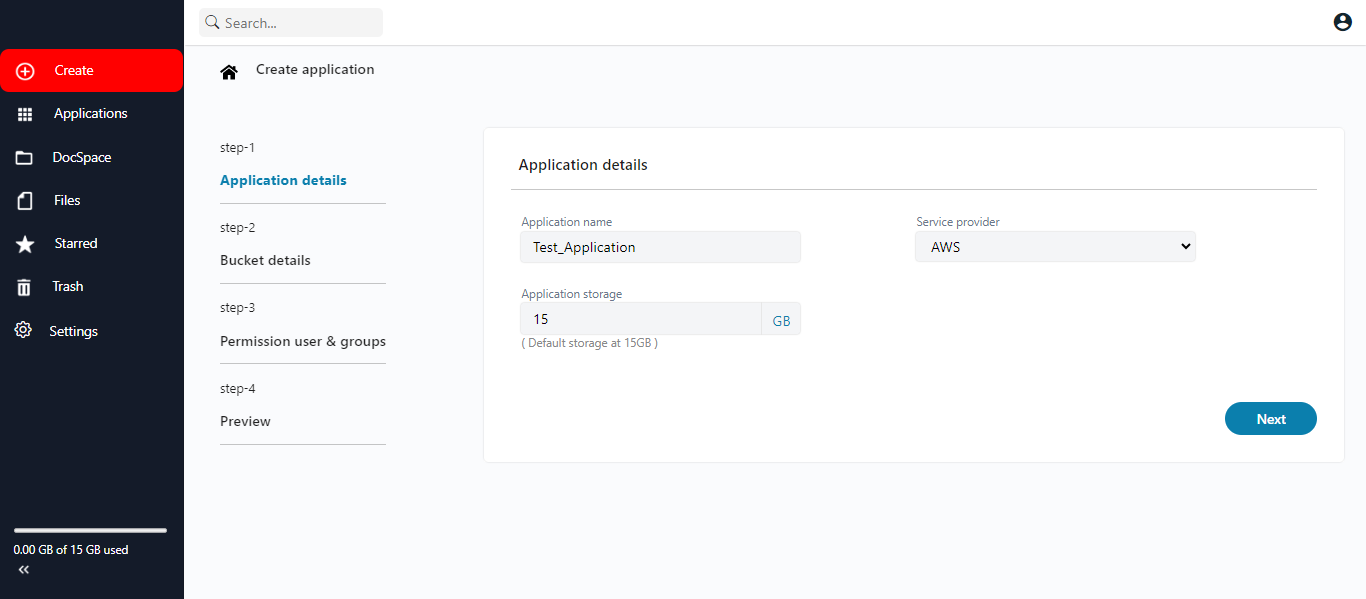 Search...
Create
Applications
DocSpace
Files
Starred
Trash
Settings
0.00 GB of 15 GB used
Create application
step-1
Application details
step-2
Bucket details
step-3
Permission user & groups
step-4
Preview
Application details
Application name
Service provider
Test_Application
AWS
Application storage
15
GB
( Default storage at 15GB )
Next